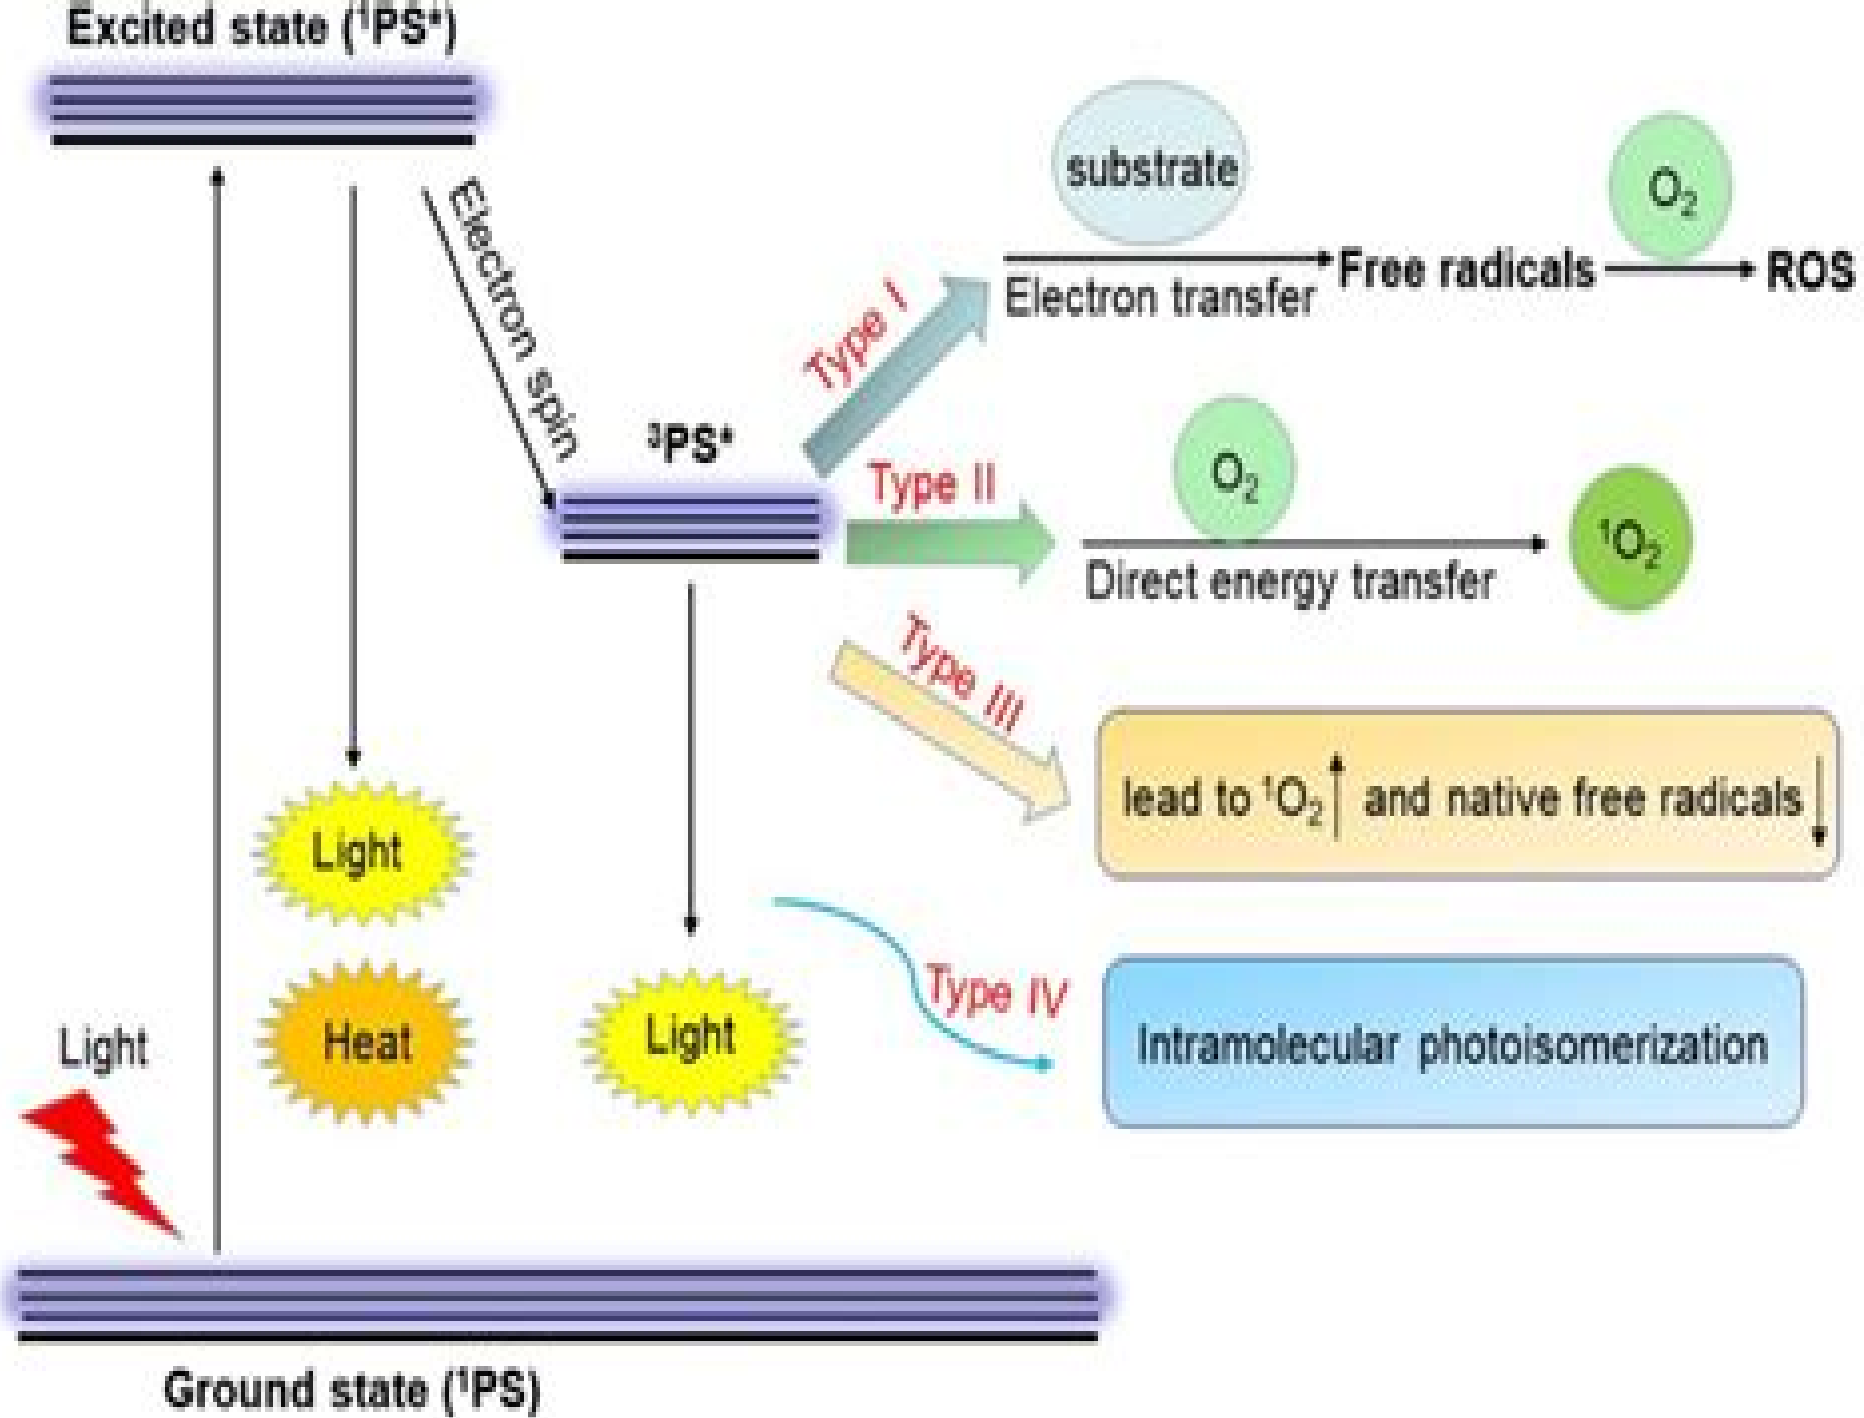 Excited state (¹PS*)
Electron spin
substrate
O₂
Electron transfer
Free radicals
ROS
Type I
³PS*
Type II
O₂
Direct energy transfer
¹O₂
Type III
lead to ¹O₂ and native free radicals
Light
Heat
Light
Light
Type IV
Intramolecular photoisomerization
Ground state (¹PS)